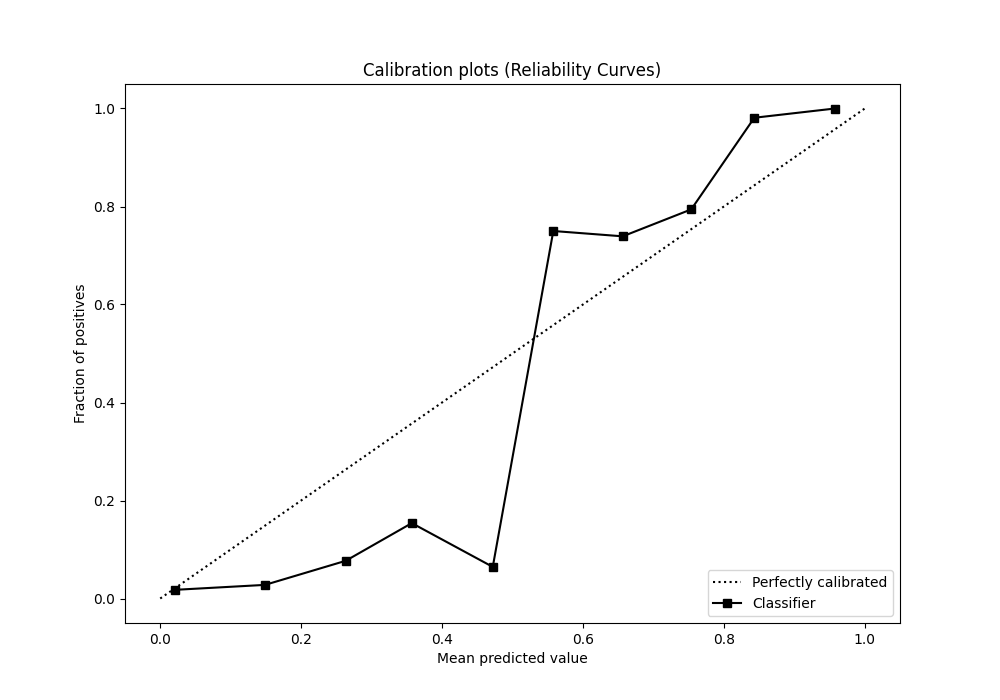 Calibration plots (Reliability Curves)
1.0
0.8
0.6
0.4
0.2
0.0
Fraction of positives
Perfectly calibrated
Classifier
0.0 0.2 0.4 0.6 0.8 1.0
Mean predicted value